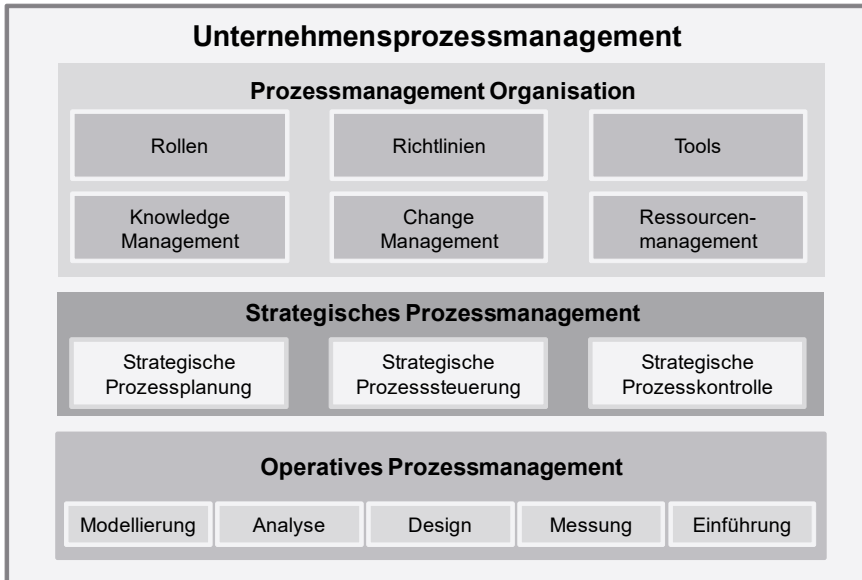 Unternehmensprozessmanagement
Prozessmanagement Organisation
Rollen
Richtlinien
Tools
Knowledge
Management
Change
Management
Ressourcen-
management
Strategisches Prozessmanagement
Strategische
Prozessplanung
Strategische
Prozesssteuerung
Strategische
Prozesskontrolle
Operatives Prozessmanagement
Modellierung
Analyse
Design
Messung
Einführung